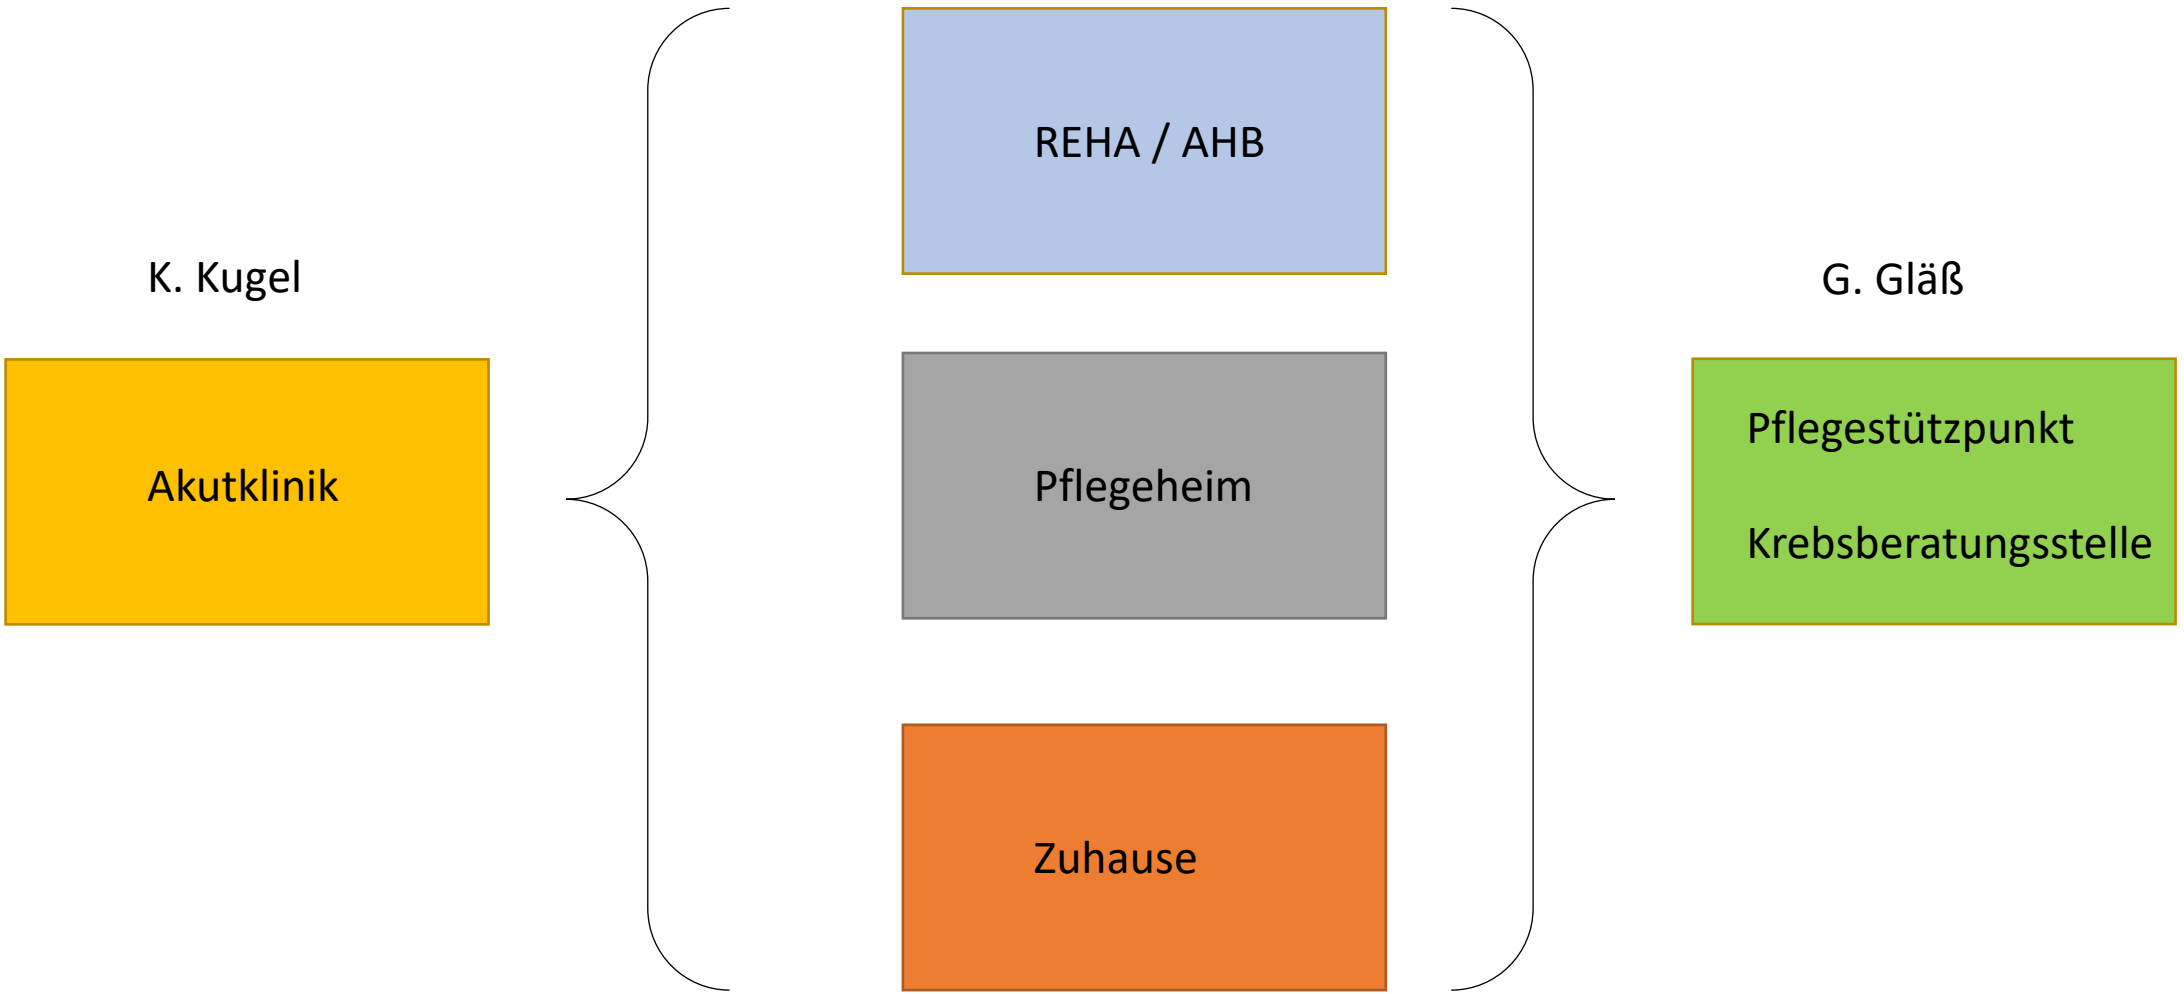 K. Kugel
Akutklinik
REHA / AHB
Pflegeheim
Zuhause
G. Gläß
Pflegestützpunkt
Krebsberatungsstelle